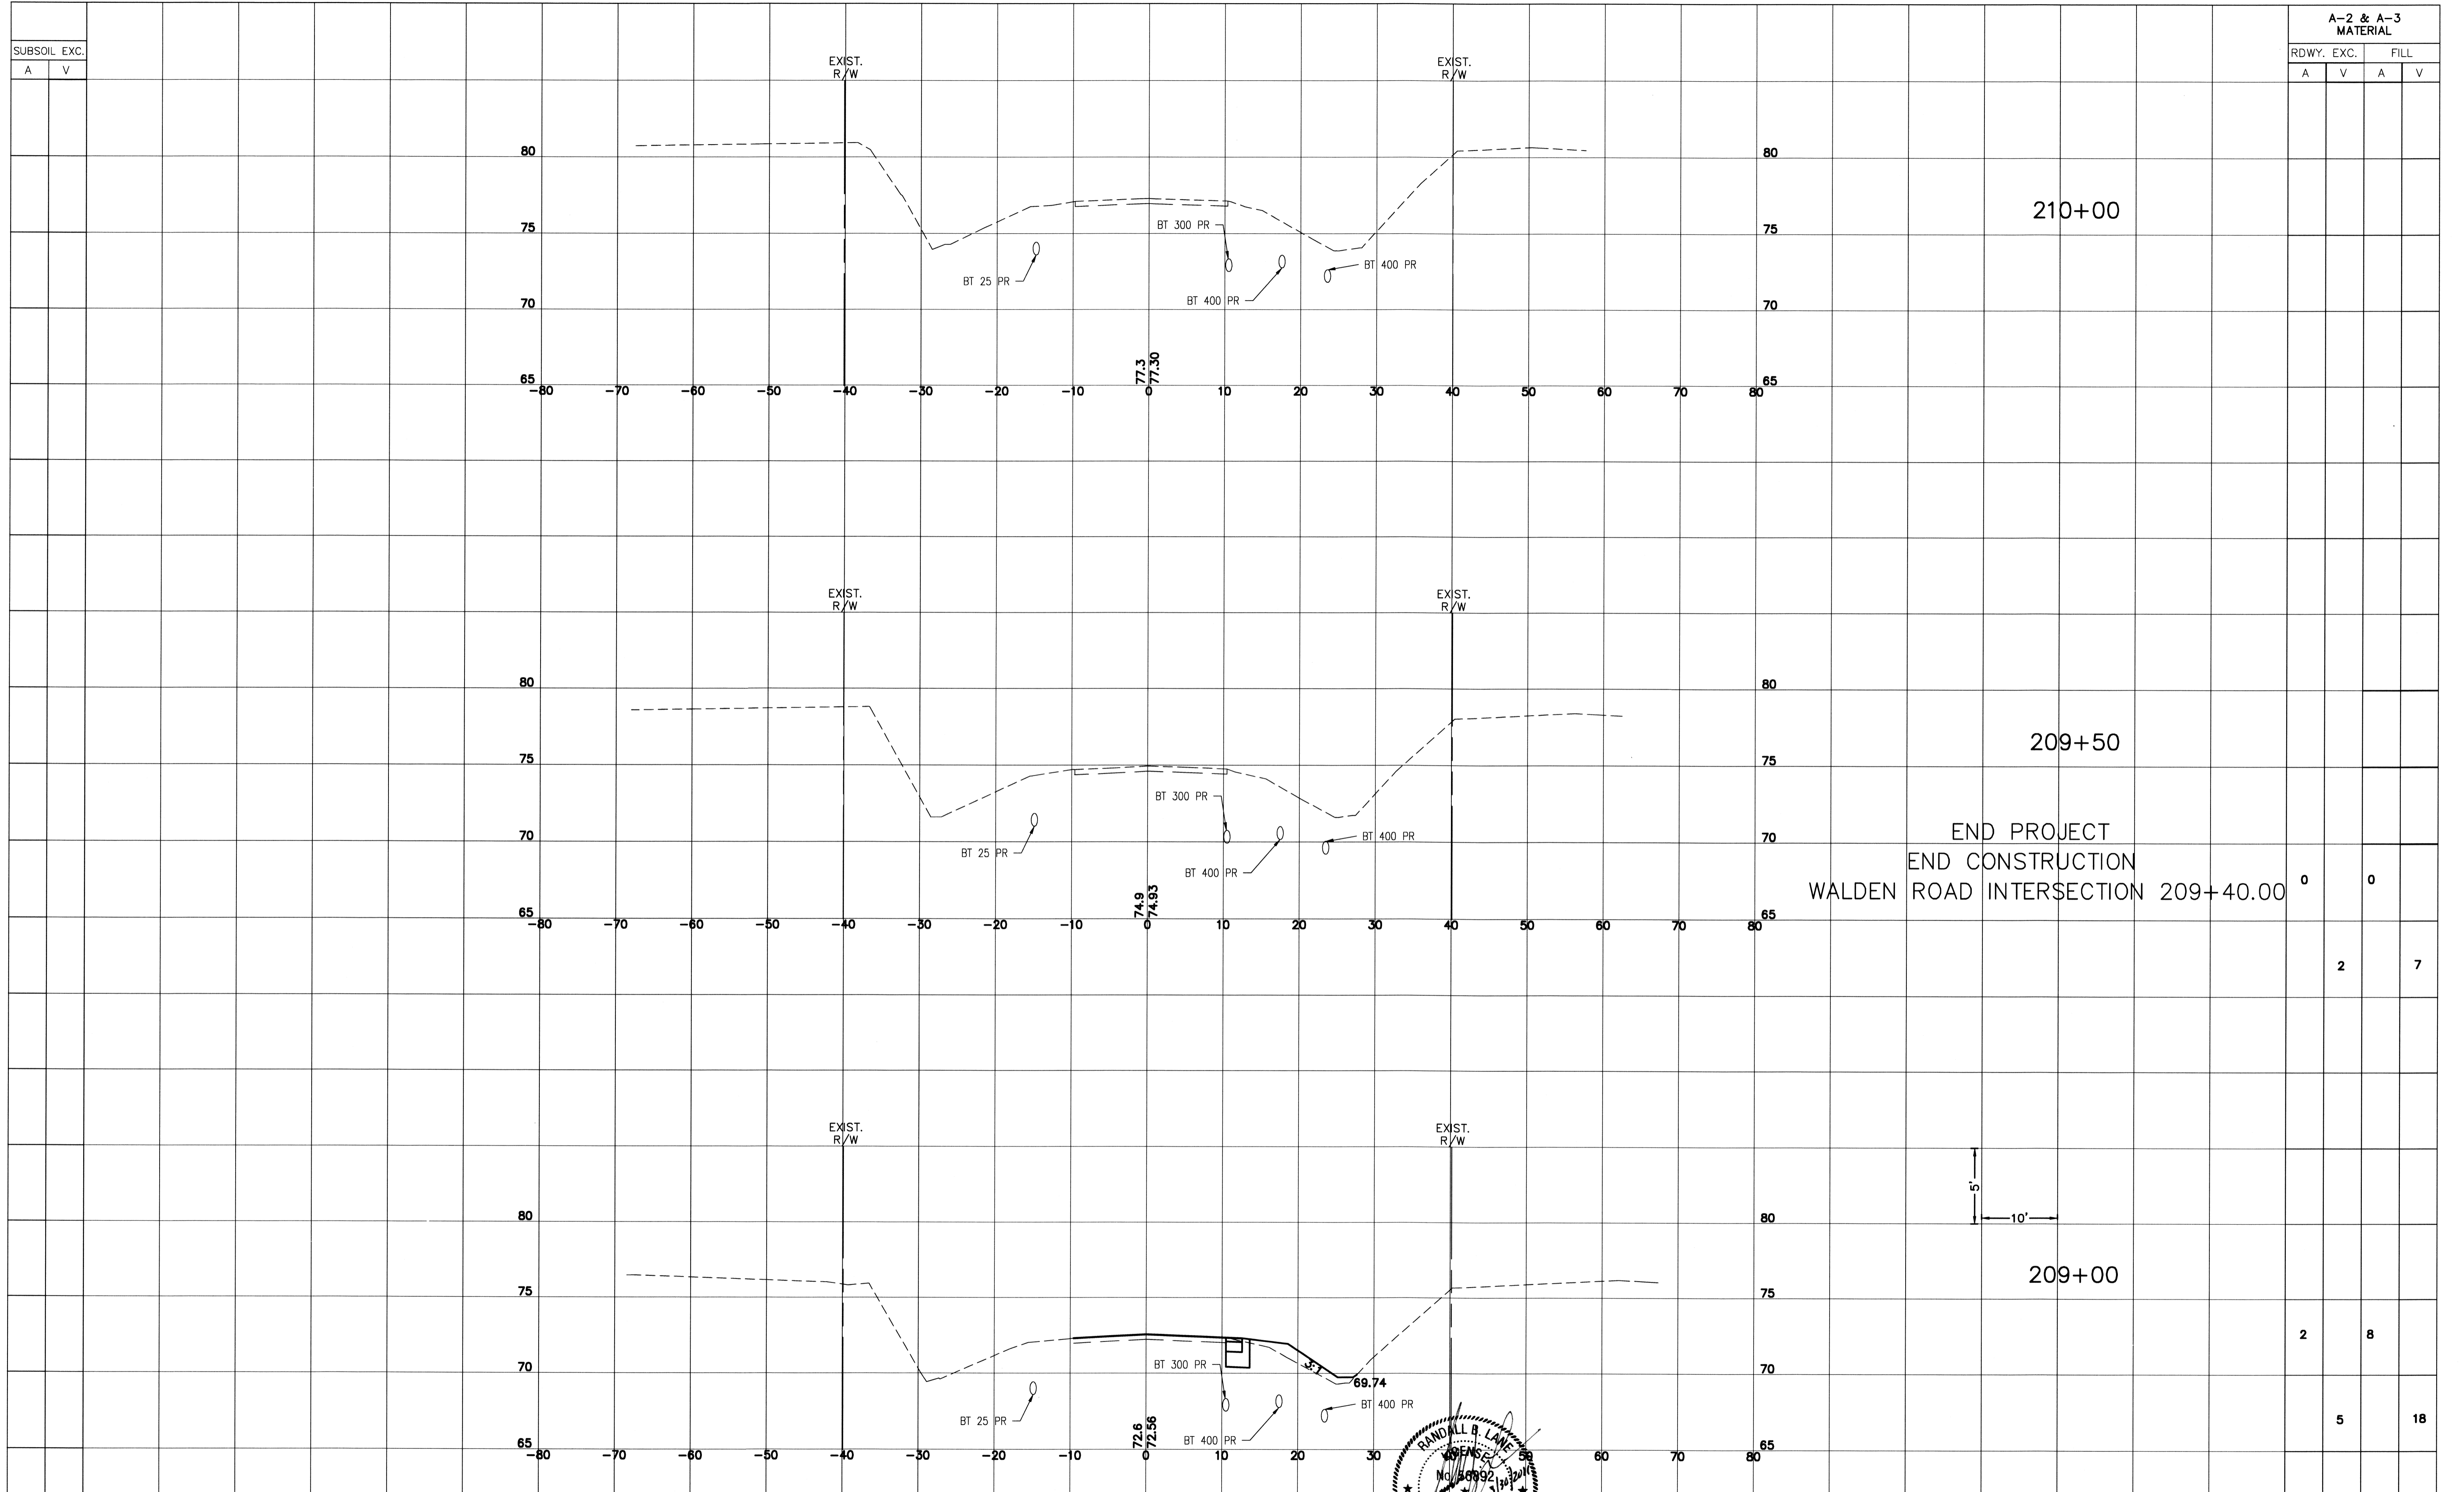 A-2 & A-3
MATERIAL
SUBSOIL EXC.
RDWY. EXC. FILL
A V
A V A V
EXIST.
R/W
EXIST.
R/W
80 80
210+00
75 75
BT 300 PR
BT 25 PR
BT 400 PR
BT 400 PR
70 70
77.3
77.30
65 65
-80 -70 -60 -50 -40 -30 -20 -10 0 10 20 30 40 50 60 70 80
EXIST.
R/W
EXIST.
R/W
80 80
209+50
75 75
BT 300 PR
BT 25 PR
BT 400 PR
BT 400 PR
70 70
END PROJECT
END CONSTRUCTION
WALDEN ROAD INTERSECTION 209+40.00
0 0
74.9
74.93
65 65
-80 -70 -60 -50 -40 -30 -20 -10 0 10 20 30 40 50 60 70 80
2 7
EXIST.
R/W
EXIST.
R/W
5'
10'
80 80
209+00
75 75
2 8
3:1
BT 300 PR
70 70
69.74
BT 25 PR
BT 400 PR
BT 400 PR
5 18
72.6
72.56
65 65
-80 -70 -60 -50 -40 -30 -20 -10 0 10 20 30 40 50 60 70 80
RANDALL B. LANE
LICENSE